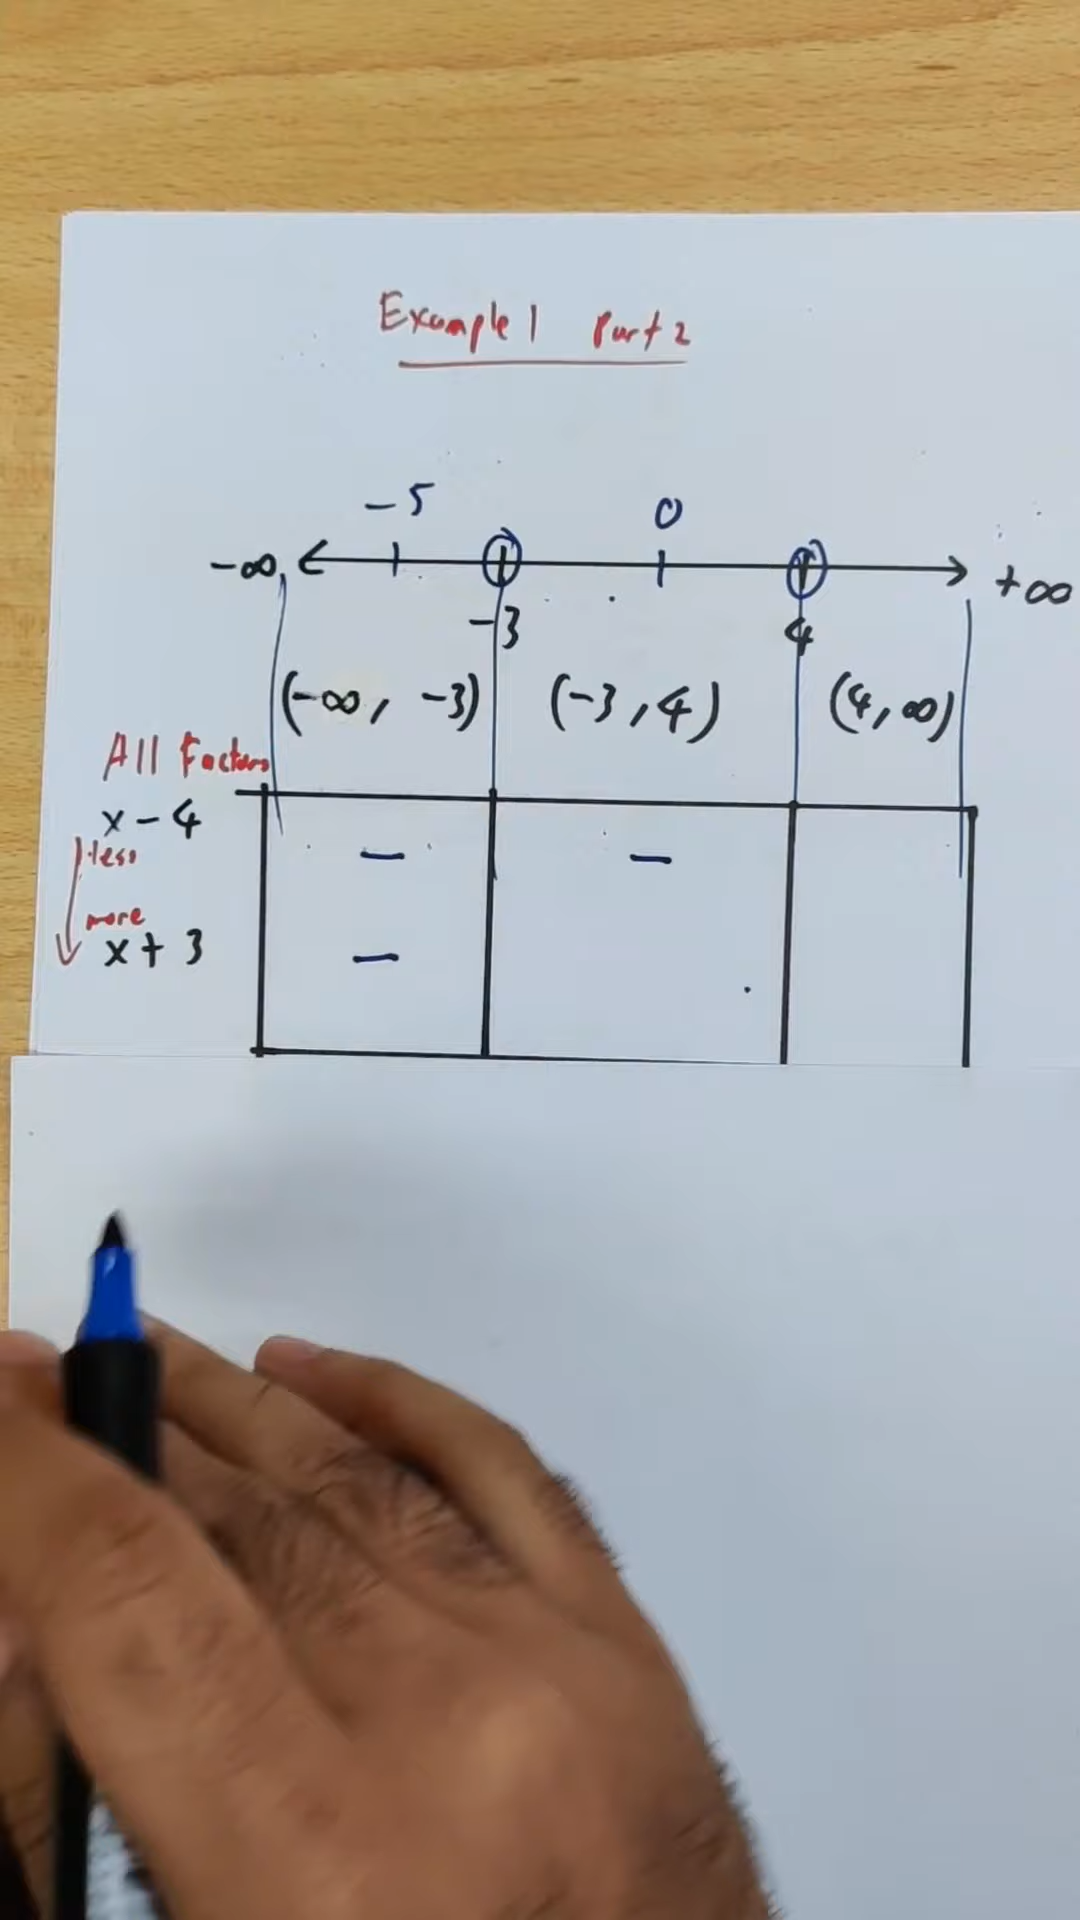 Example 1 Part 2
-5 0
-∞ +∞
-3 4
(-∞, -3) (-3, 4) (4, ∞)
All Factors
x - 4
less
— —
more
x + 3 —